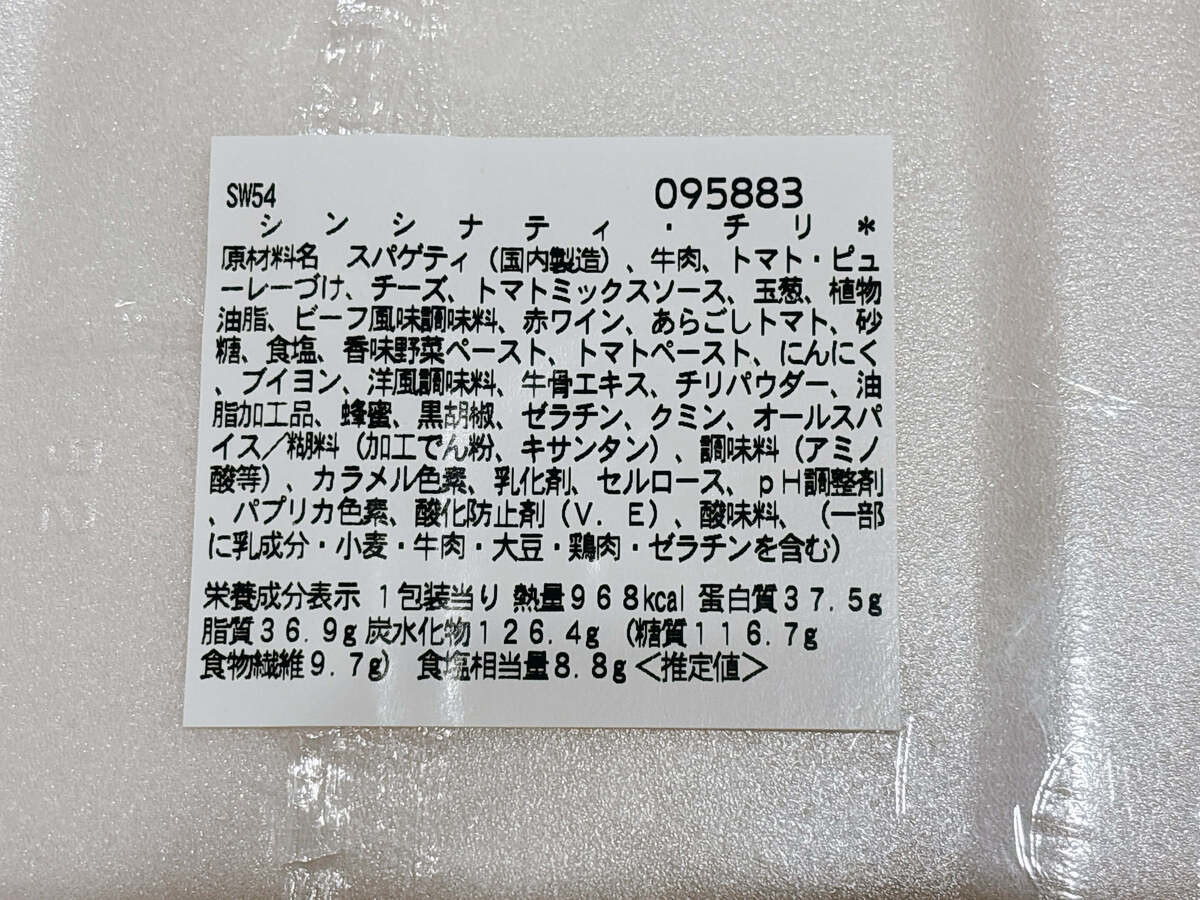 SW54 095883
シンシナティ・チリ*
原材料名 スパゲティ（国内製造）、牛肉、トマト・ピュ
ーレーづけ、チーズ、トマトミックスソース、玉葱、植物
油脂、ビーフ風味調味料、赤ワイン、あらごしトマト、砂
糖、食塩、香味野菜ペースト、トマトペースト、にんにく
、ブイヨン、洋風調味料、牛骨エキス、チリパウダー、油
脂加工品、蜂蜜、黒胡椒、ゼラチン、クミン、オールスパ
イス／糊料（加工でん粉、キサンタン）、調味料（アミノ
酸等）、カラメル色素、乳化剤、セルロース、ｐＨ調整剤
、パプリカ色素、酸化防止剤（Ｖ．Ｅ）、酸味料、（一部
に乳成分・小麦・牛肉・大豆・鶏肉・ゼラチンを含む）
栄養成分表示 １包装当り 熱量９６８kcal 蛋白質３７．５g
脂質３６．９g 炭水化物１２６．４g （糖質１１６．７g
食物繊維９．７g） 食塩相当量８．８g＜推定値＞